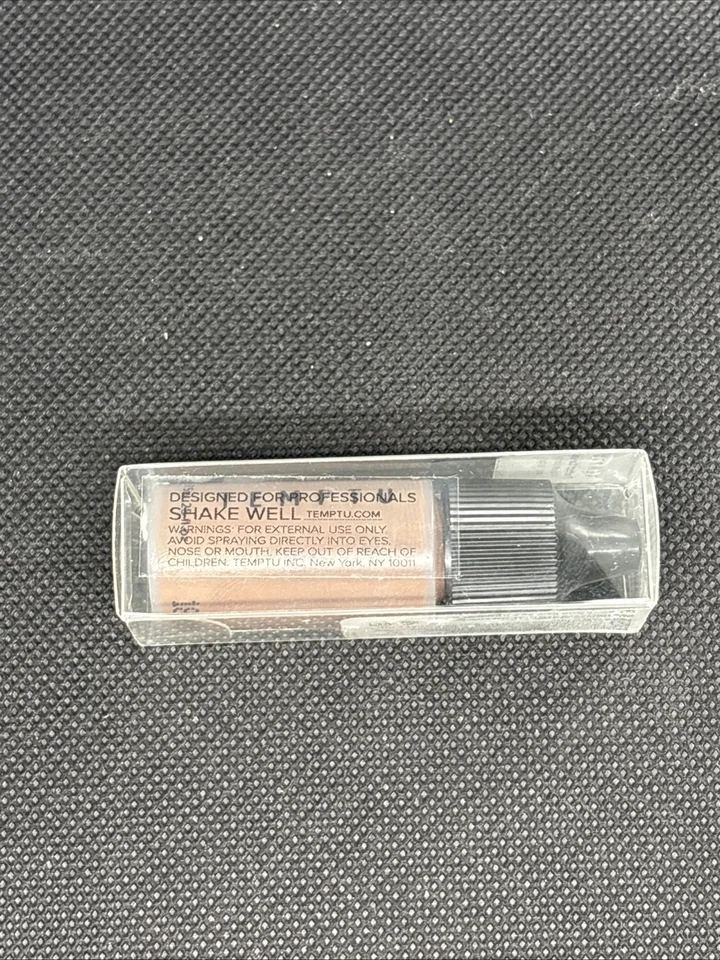 TEMPTU
DESIGNED FOR PROFESSIONALS
SHAKE WELL TEMPTU.COM
WARNINGS: FOR EXTERNAL USE ONLY.
AVOID SPRAYING DIRECTLY INTO EYES,
NOSE OR MOUTH, KEEP OUT OF REACH OF
CHILDREN. TEMPTU INC, New York, NY 10011